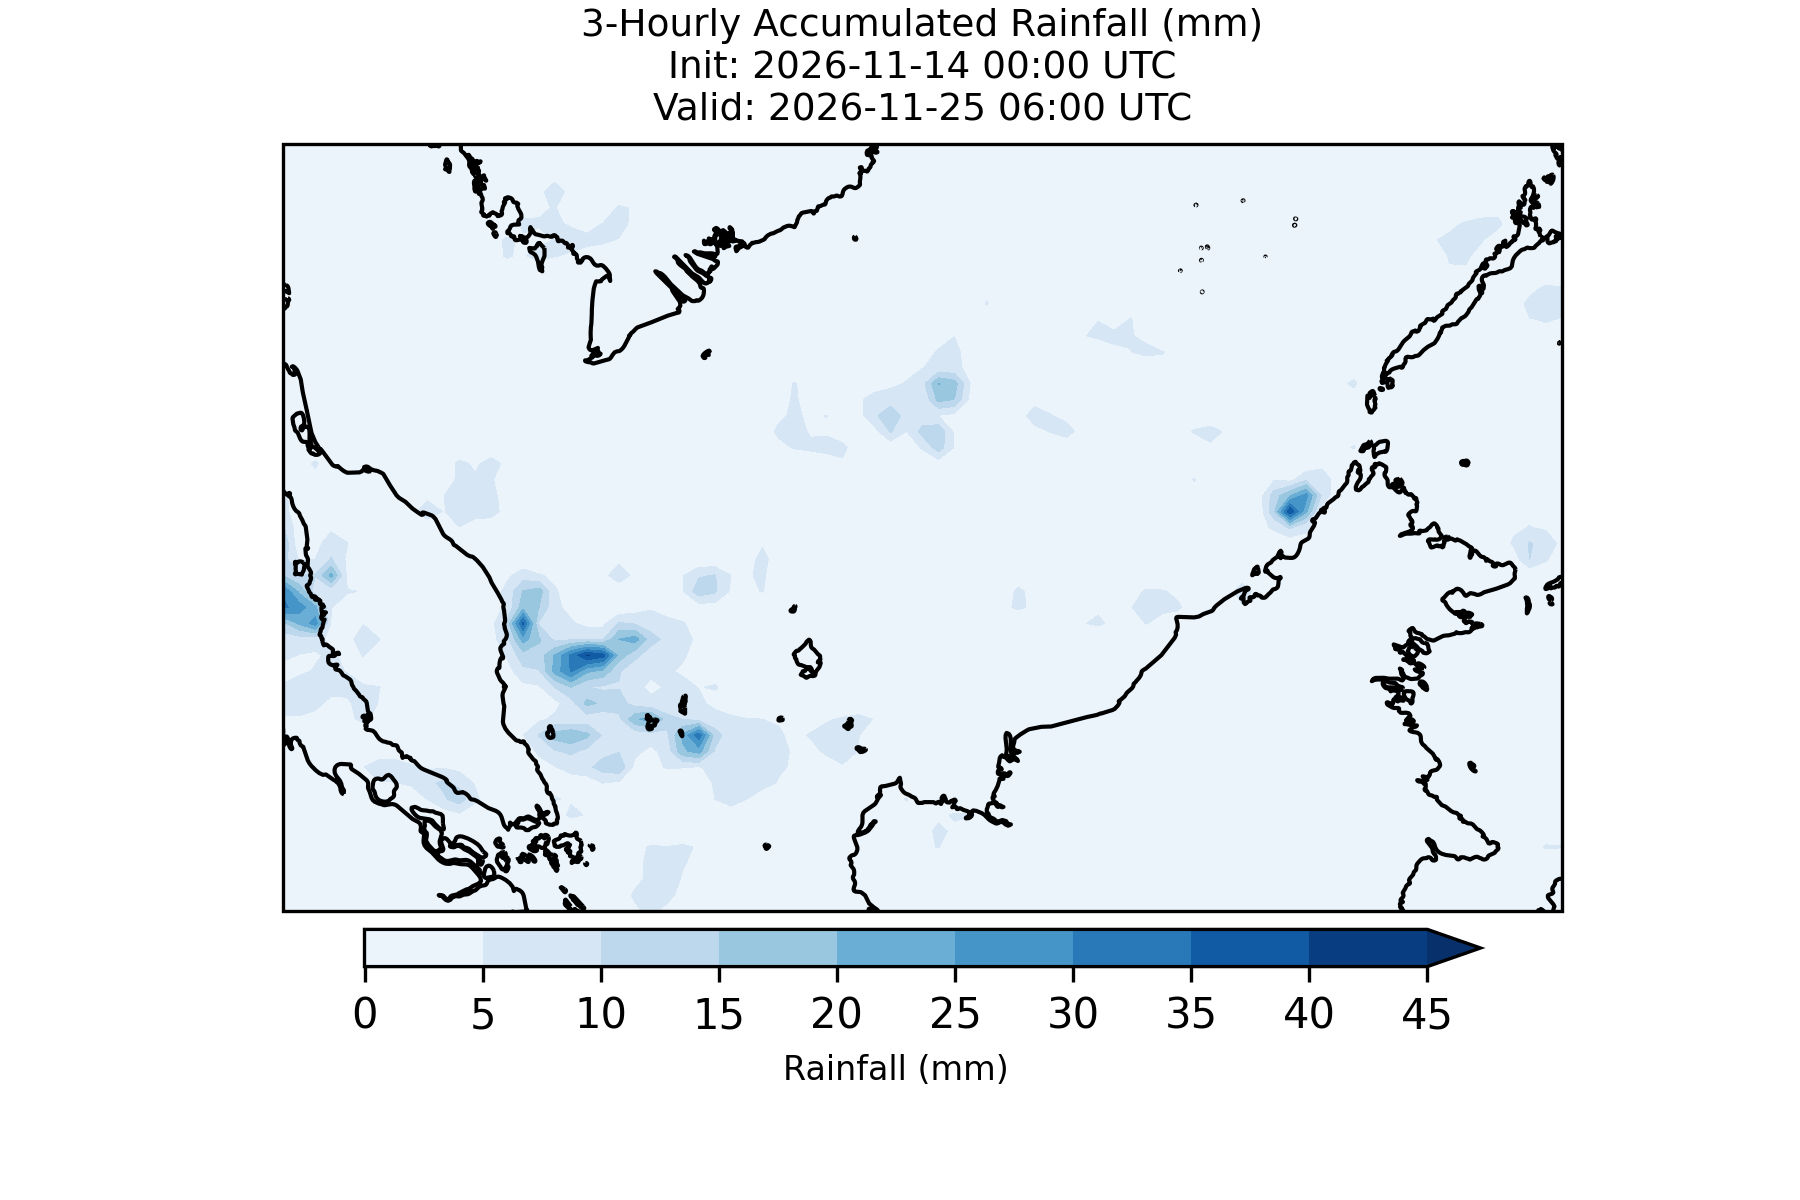 3-Hourly Accumulated Rainfall (mm)
Init: 2026-11-14 00:00 UTC
Valid: 2026-11-25 06:00 UTC
0 5 10 15 20 25 30 35 40 45
Rainfall (mm)